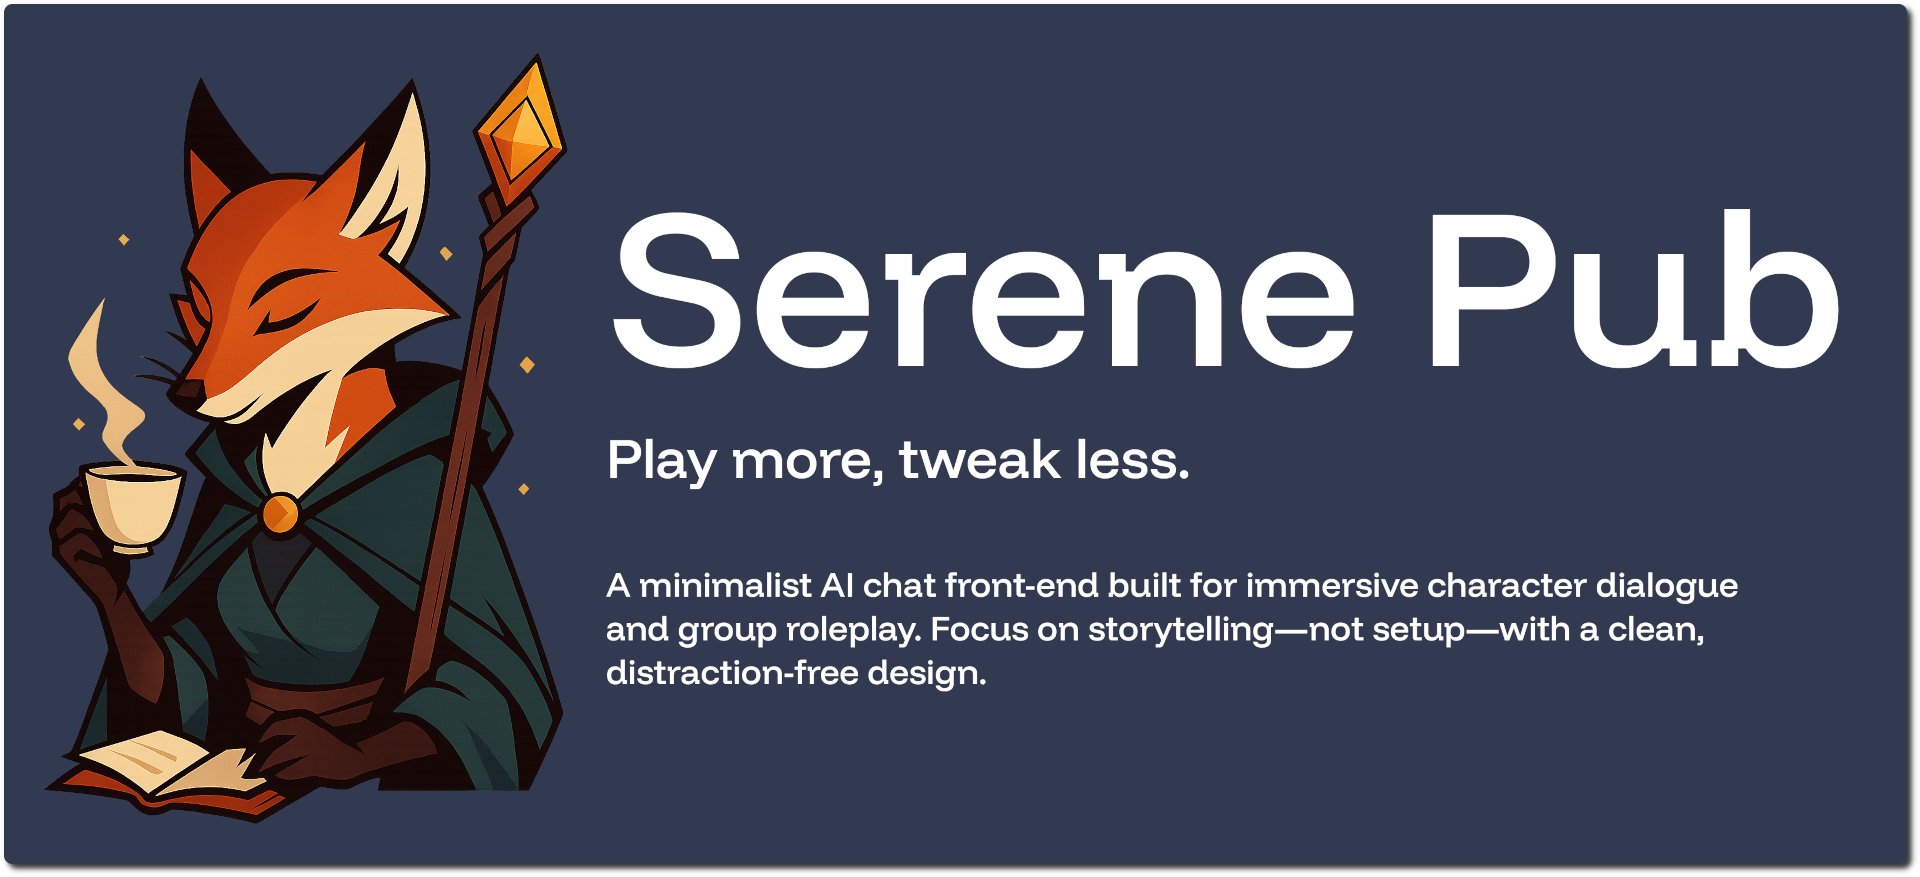 Serene Pub
Play more, tweak less.
A minimalist AI chat front-end built for immersive character dialogue
and group roleplay. Focus on storytelling—not setup—with a clean,
distraction-free design.